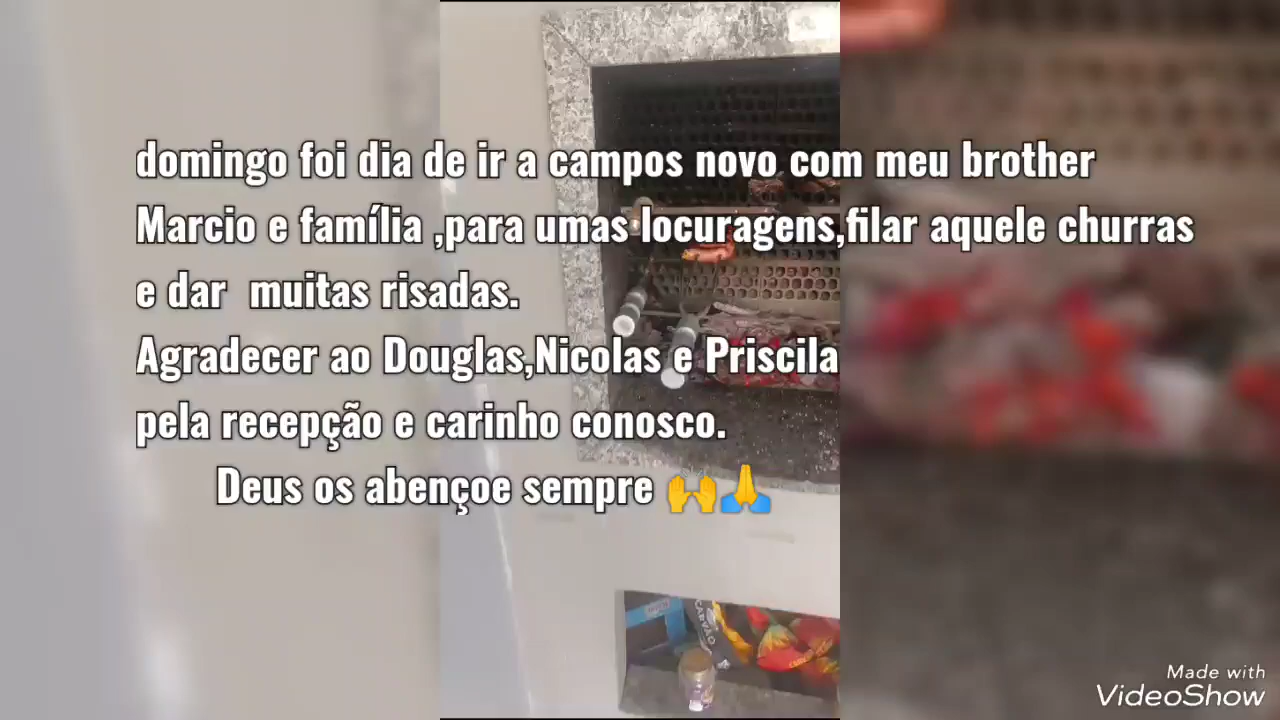 domingo foi dia de ir a campos novo com meu brother
Marcio e família ,para umas locuragens,filar aquele churras
e dar  muitas risadas.
Agradecer ao Douglas,Nicolas e Priscila
pela recepção e carinho conosco.
Deus os abençoe sempre 🙌🙏
CARVÃO
Made with
VideoShow